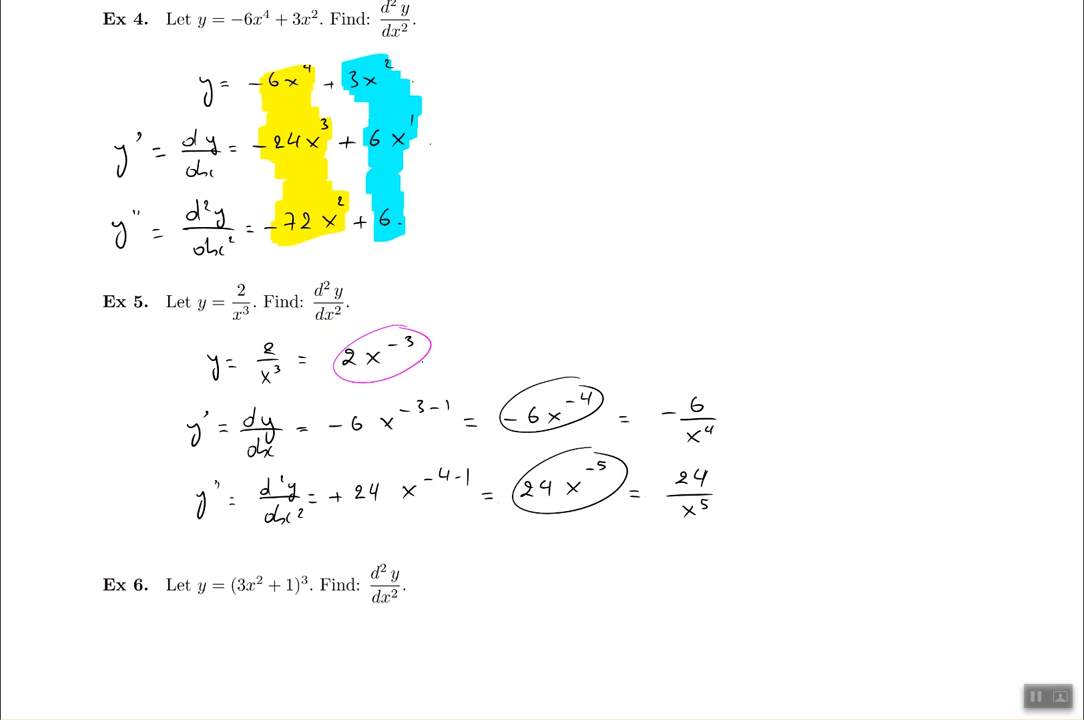 Ex 4. Let y = −6x⁴ + 3x². Find: d²y/dx².
y = −6x⁴ + 3x²
y' = dy/dx = −24x³ + 6x¹
y'' = d²y/dx² = −72x² + 6.
Ex 5. Let y = 2/x³. Find: d²y/dx².
y = 2/x³ = 2x⁻³
y' = dy/dx = −6x⁻³⁻¹ = −6x⁻⁴ = −6/x⁴
y'' = d²y/dx² = +24x⁻⁴⁻¹ = 24x⁻⁵ = 24/x⁵
Ex 6. Let y = (3x² + 1)³. Find: d²y/dx².